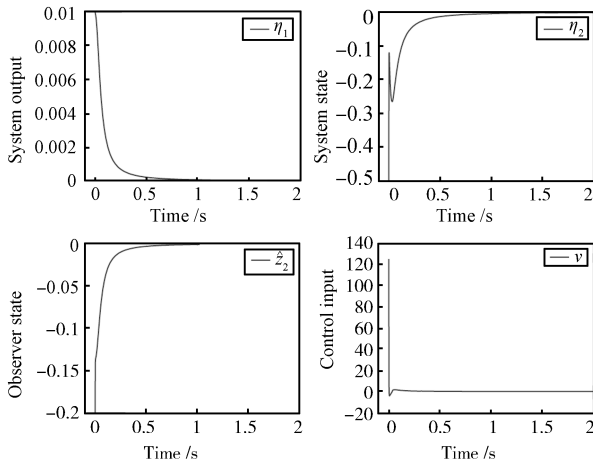 0.01
0.008
0.006
0.004
0.002
0
System output
η₁
0 0.5 1 1.5 2
Time /s
0
−0.1
−0.2
−0.3
−0.4
−0.5
System state
η₂
0 0.5 1 1.5 2
Time /s
0
−0.05
−0.1
−0.15
−0.2
Observer state
ẑ₂
0 0.5 1 1.5 2
Time /s
140
120
100
80
60
40
20
0
−20
Control input
v
0 0.5 1 1.5 2
Time /s